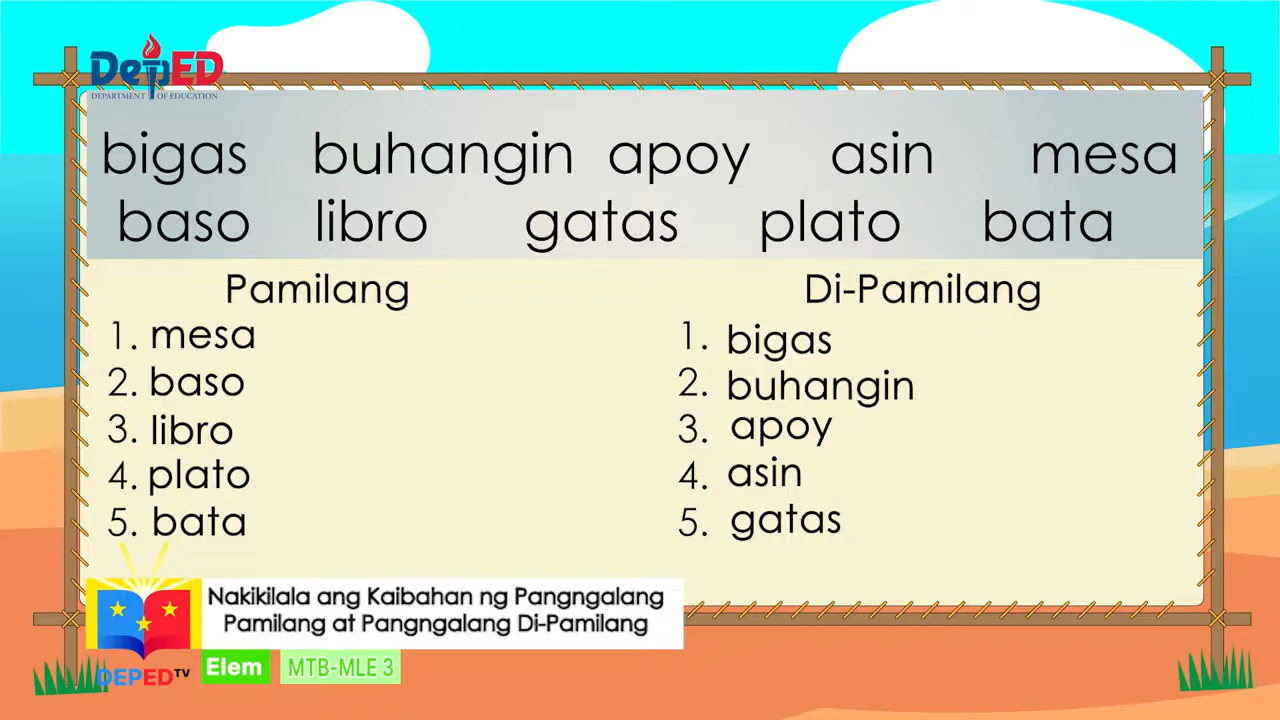 DepED
DEPARTMENT OF EDUCATION
bigas buhangin apoy asin mesa
baso libro gatas plato bata
Pamilang
1. mesa
2. baso
3. libro
4. plato
5. bata
Di-Pamilang
1. bigas
2. buhangin
3. apoy
4. asin
5. gatas
Nakikilala ang Kaibahan ng Pangngalang
Pamilang at Pangngalang Di-Pamilang
DEPED TV
Elem MTB-MLE 3